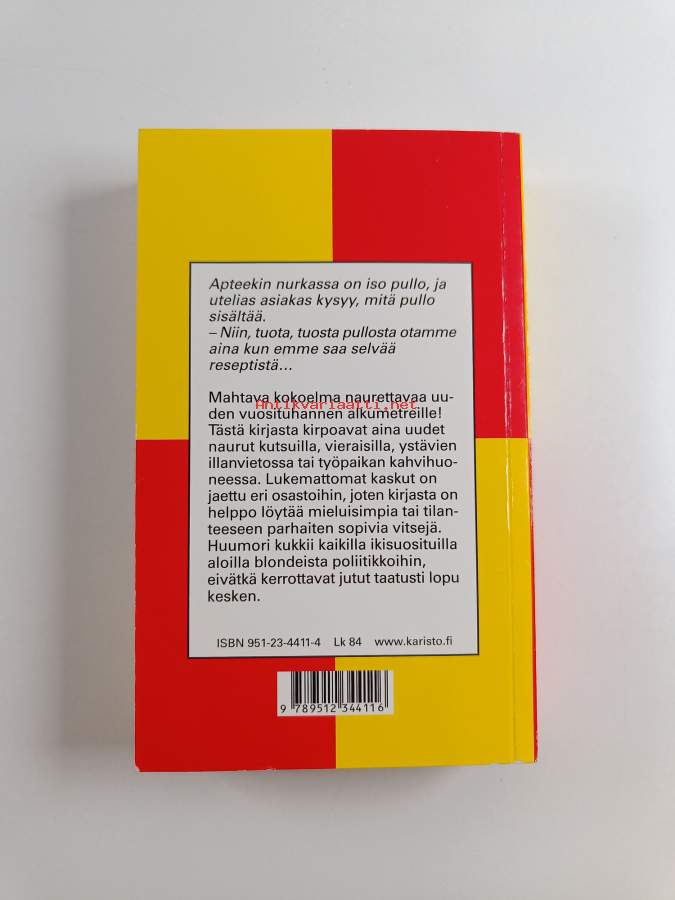 Apteekin nurkassa on iso pullo, ja
utelias asiakas kysyy, mitä pullo
sisältää.
– Niin, tuota, tuosta pullosta otamme
aina kun emme saa selvää
reseptistä...
Mahtava kokoelma naurettavaa uu-
Antikvariaatti.net
den vuosituhannen alkumetreille!
Tästä kirjasta kirpoavat aina uudet
naurut kutsuilla, vieraisilla, ystävien
illanvietossa tai työpaikan kahvihuo-
neessa. Lukemattomat kaskut on
jaettu eri osastoihin, joten kirjasta on
helppo löytää mieluisimpia tai tilan-
teeseen parhaiten sopivia vitsejä.
Huumori kukkii kaikilla ikisuosituilla
aloilla blondeista poliitikkoihin,
eivätkä kerrottavat jutut taatusti lopu
kesken.
ISBN 951-23-4411-4 Lk 84 www.karisto.fi
9 789512 344116